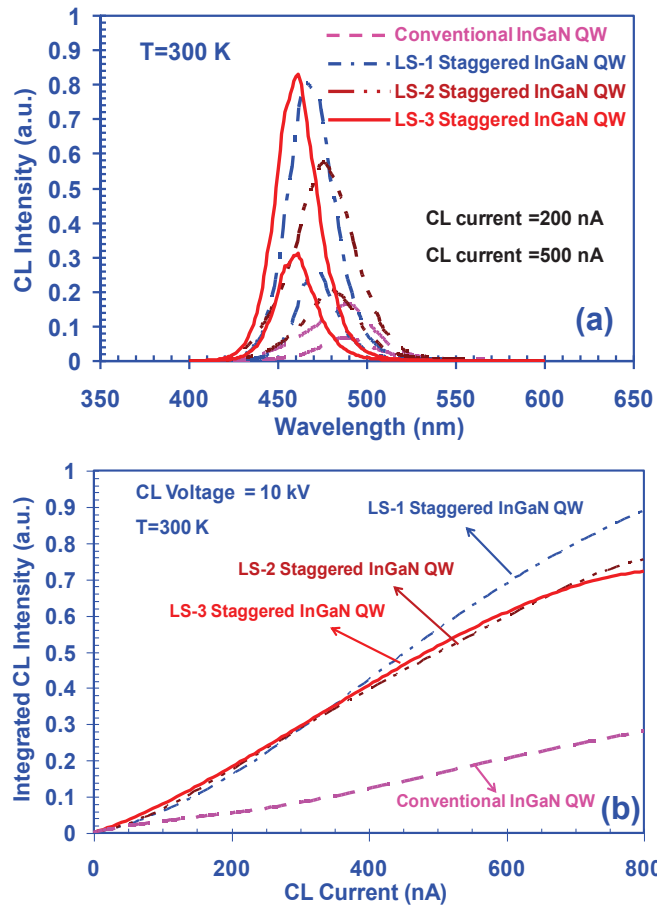 1
0.9
0.8
0.7
0.6
0.5
0.4
0.3
0.2
0.1
0
CL Intensity (a.u.)
T=300 K
Conventional InGaN QW
LS-1 Staggered InGaN QW
LS-2 Staggered InGaN QW
LS-3 Staggered InGaN QW
CL current =200 nA
CL current =500 nA
(a)
350 400 450 500 550 600 650
Wavelength (nm)
1
0.9
0.8
0.7
0.6
0.5
0.4
0.3
0.2
0.1
0
Integrated CL Intensity (a.u.)
CL Voltage = 10 kV
T=300 K
LS-1 Staggered InGaN QW
LS-2 Staggered InGaN QW
LS-3 Staggered InGaN QW
Conventional InGaN QW
(b)
0 200 400 600 800
CL Current (nA)